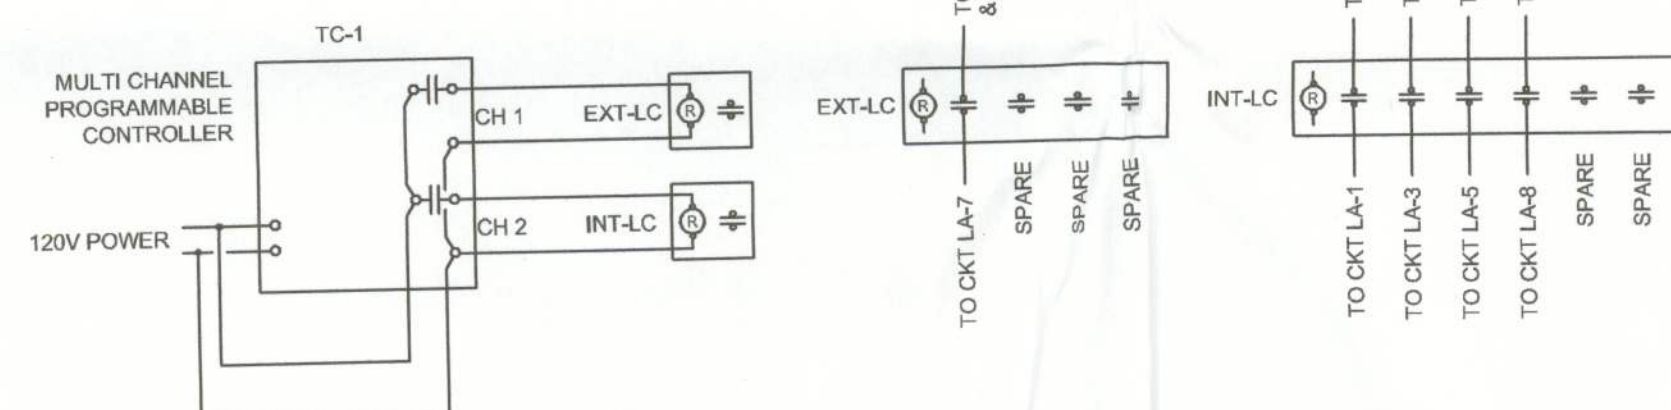 TC-1
MULTI CHANNEL
PROGRAMMABLE
CONTROLLER
CH 1
EXT-LC
R
CH 2
INT-LC
R
120V POWER
&
EXT-LC
R
TO CKT LA-7
SPARE
SPARE
SPARE
INT-LC
R
TO CKT LA-1
TO CKT LA-3
TO CKT LA-5
TO CKT LA-8
SPARE
SPARE